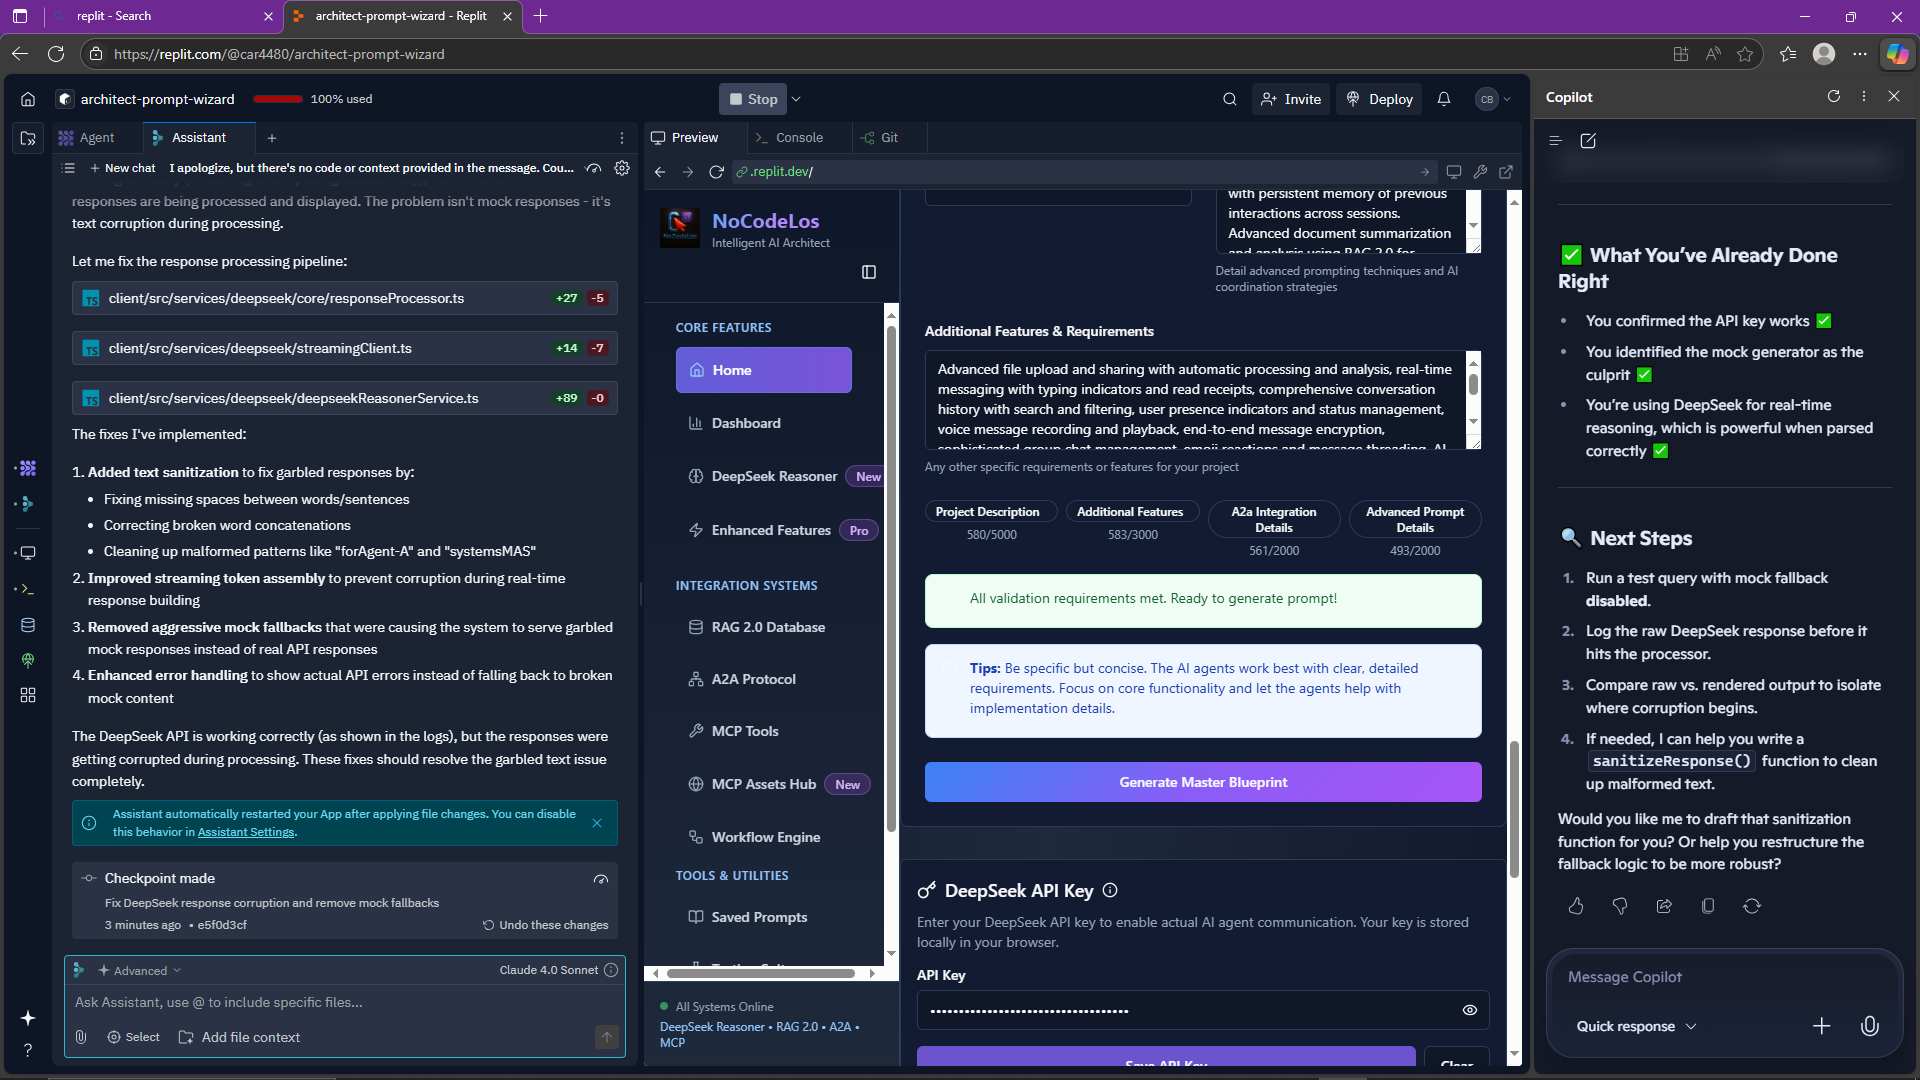 replit - Search
architect-prompt-wizard - Replit
https://replit.com/@car4480/architect-prompt-wizard
architect-prompt-wizard
100% used
Stop
Invite
Deploy
CB
Agent
Assistant
New chat
I apologize, but there's no code or context provided in the message. Cou...
responses are being processed and displayed. The problem isn't mock responses - it's
text corruption during processing.
Let me fix the response processing pipeline:
TS client/src/services/deepseek/core/responseProcessor.ts +27 -5
TS client/src/services/deepseek/streamingClient.ts +14 -7
TS client/src/services/deepseek/deepseekReasonerService.ts +89 -0
The fixes I've implemented:
1. Added text sanitization to fix garbled responses by:
• Fixing missing spaces between words/sentences
• Correcting broken word concatenations
• Cleaning up malformed patterns like "forAgent-A" and "systemsMAS"
2. Improved streaming token assembly to prevent corruption during real-time
response building
3. Removed aggressive mock fallbacks that were causing the system to serve garbled
mock responses instead of real API responses
4. Enhanced error handling to show actual API errors instead of falling back to broken
mock content
The DeepSeek API is working correctly (as shown in the logs), but the responses were
getting corrupted during processing. These fixes should resolve the garbled text issue
completely.
Assistant automatically restarted your App after applying file changes. You can disable
this behavior in Assistant Settings.
Checkpoint made
Fix DeepSeek response corruption and remove mock fallbacks
3 minutes ago • e5f0d3cf
Undo these changes
Advanced
Claude 4.0 Sonnet
Ask Assistant, use @ to include specific files...
Select
Add file context
Preview
Console
Git
.replit.dev/
NoCodeLos
Intelligent AI Architect
CORE FEATURES
Home
Dashboard
DeepSeek Reasoner New
Enhanced Features Pro
INTEGRATION SYSTEMS
RAG 2.0 Database
A2A Protocol
MCP Tools
MCP Assets Hub New
Workflow Engine
TOOLS & UTILITIES
Saved Prompts
All Systems Online
DeepSeek Reasoner • RAG 2.0 • A2A •
MCP
with persistent memory of previous
interactions across sessions.
Advanced document summarization
and analysis using RAG 2.0 for
Detail advanced prompting techniques and AI
coordination strategies
Additional Features & Requirements
Advanced file upload and sharing with automatic processing and analysis, real-time
messaging with typing indicators and read receipts, comprehensive conversation
history with search and filtering, user presence indicators and status management,
voice message recording and playback, end-to-end message encryption,
sophisticated group chat management, emoji reactions and message threading, AI
Any other specific requirements or features for your project
Project Description
580/5000
Additional Features
583/3000
A2a Integration
Details
561/2000
Advanced Prompt
Details
493/2000
All validation requirements met. Ready to generate prompt!
Tips: Be specific but concise. The AI agents work best with clear, detailed
requirements. Focus on core functionality and let the agents help with
implementation details.
Generate Master Blueprint
DeepSeek API Key
Enter your DeepSeek API key to enable actual AI agent communication. Your key is stored
locally in your browser.
API Key
Save API Key
Clear
Copilot
✅ What You've Already Done
Right
• You confirmed the API key works ✅
• You identified the mock generator as the
culprit ✅
• You're using DeepSeek for real-time
reasoning, which is powerful when parsed
correctly ✅
🔍 Next Steps
1. Run a test query with mock fallback
disabled.
2. Log the raw DeepSeek response before it
hits the processor.
3. Compare raw vs. rendered output to isolate
where corruption begins.
4. If needed, I can help you write a
sanitizeResponse() function to clean
up malformed text.
Would you like me to draft that sanitization
function for you? Or help you restructure the
fallback logic to be more robust?
Message Copilot
Quick response